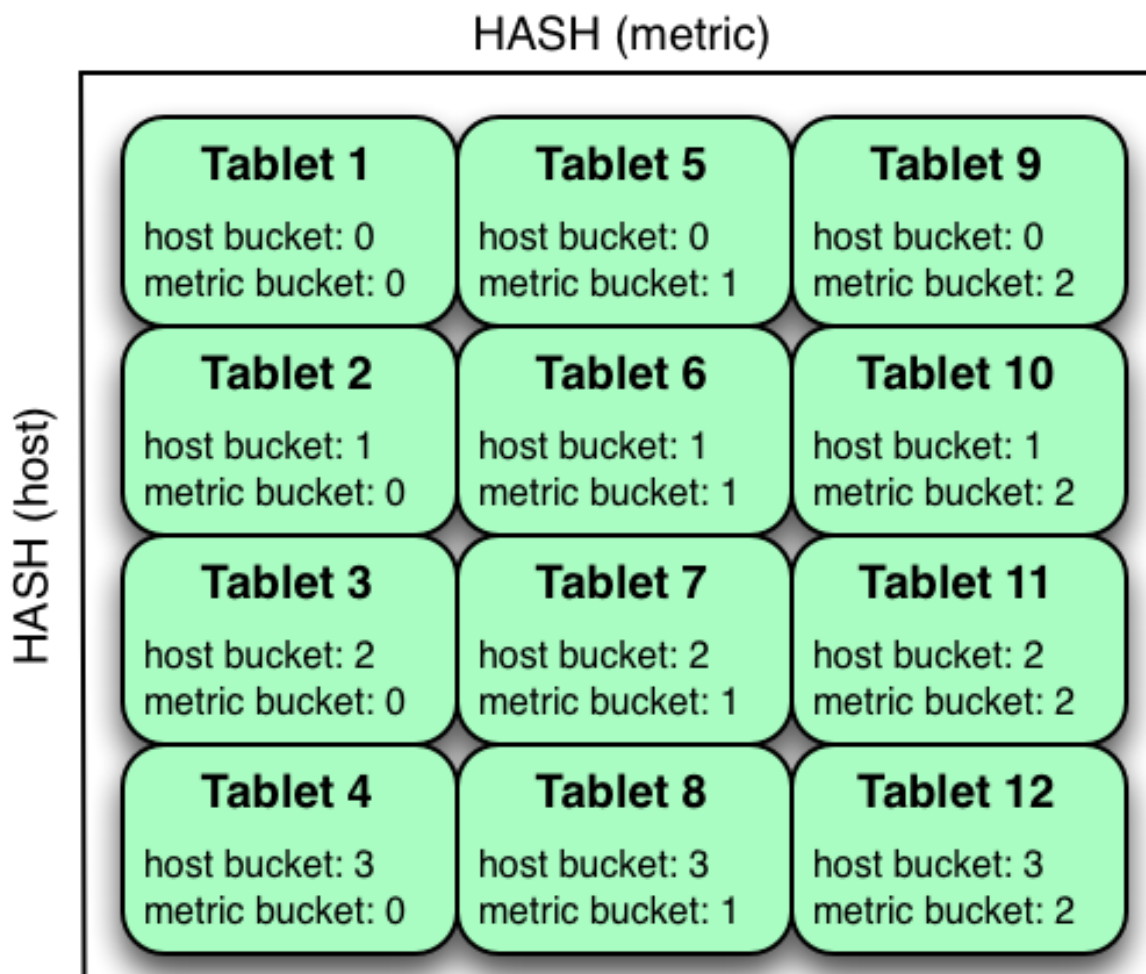 HASH (metric)
HASH (host)
Tablet 1
host bucket: 0
metric bucket: 0
Tablet 5
host bucket: 0
metric bucket: 1
Tablet 9
host bucket: 0
metric bucket: 2
Tablet 2
host bucket: 1
metric bucket: 0
Tablet 6
host bucket: 1
metric bucket: 1
Tablet 10
host bucket: 1
metric bucket: 2
Tablet 3
host bucket: 2
metric bucket: 0
Tablet 7
host bucket: 2
metric bucket: 1
Tablet 11
host bucket: 2
metric bucket: 2
Tablet 4
host bucket: 3
metric bucket: 0
Tablet 8
host bucket: 3
metric bucket: 1
Tablet 12
host bucket: 3
metric bucket: 2